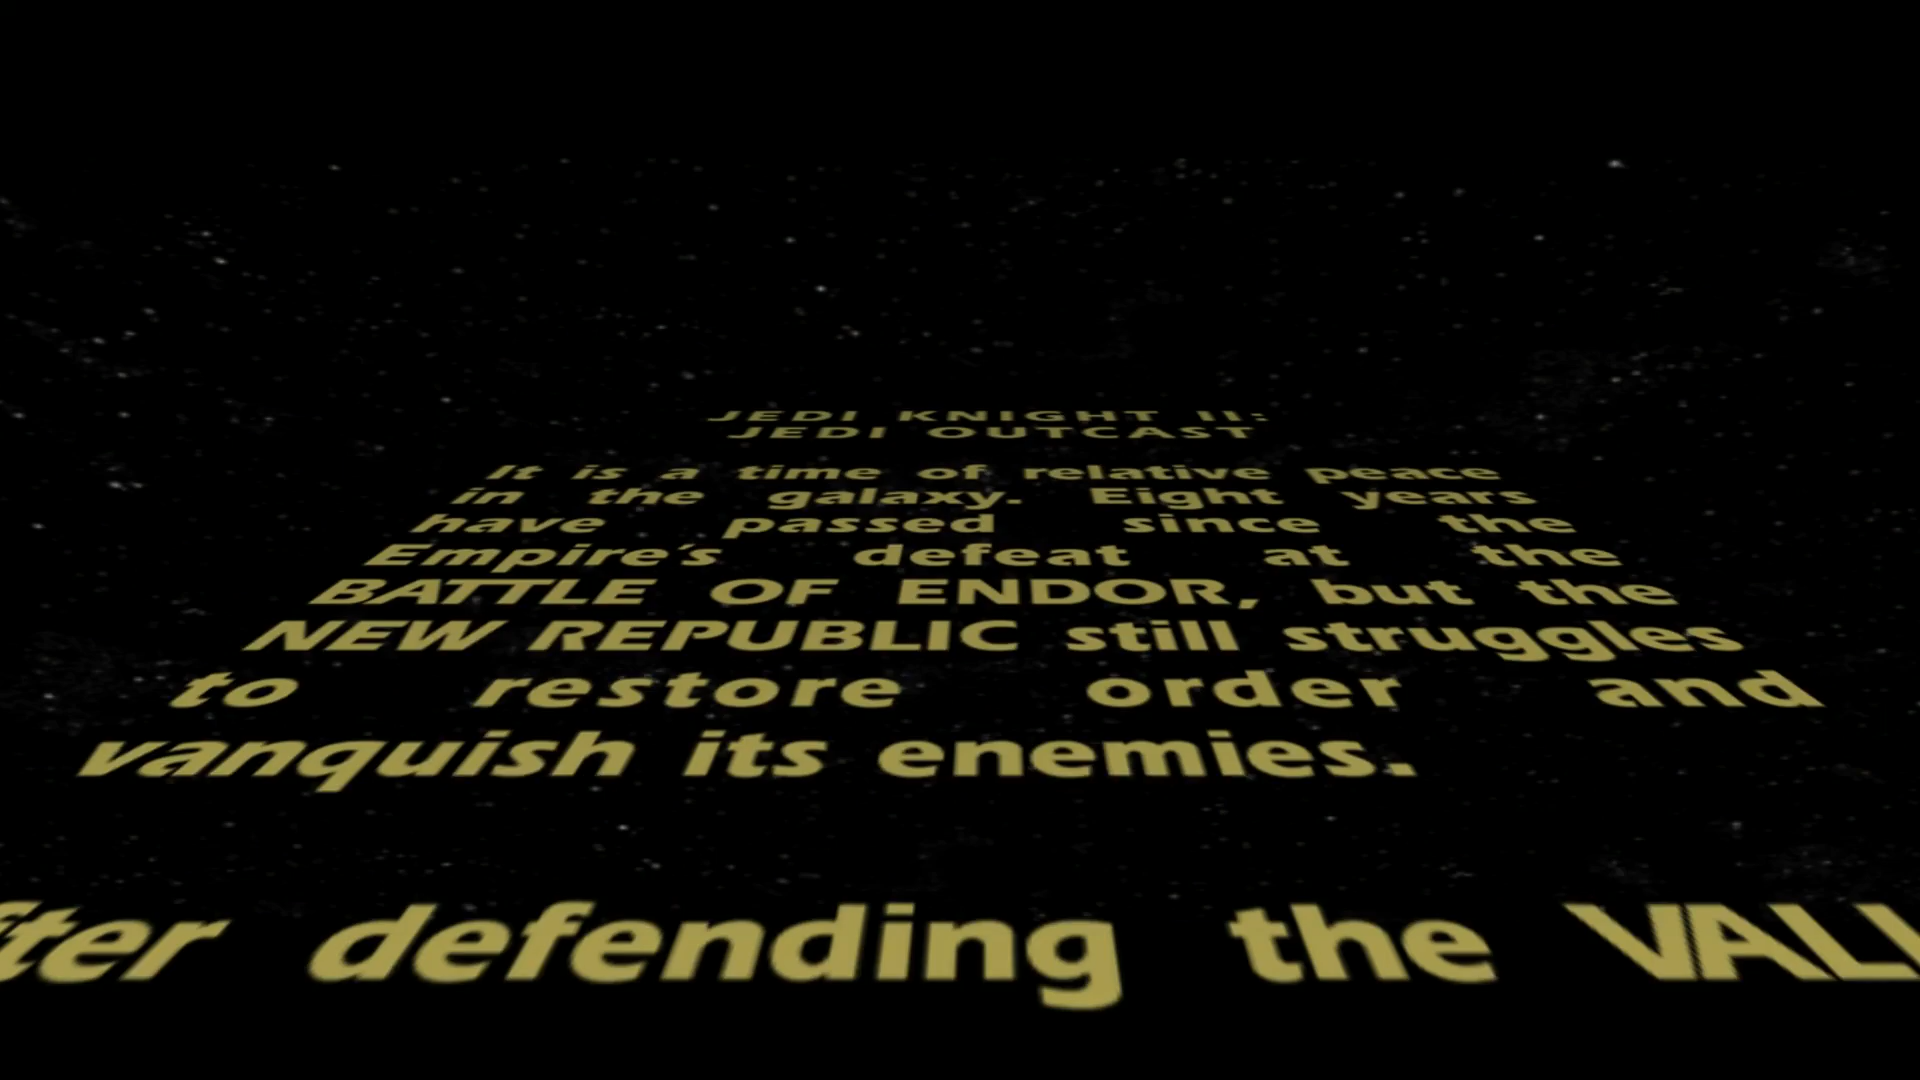 JEDI KNIGHT II:
JEDI OUTCAST
It is a time of relative peace
in the galaxy. Eight years
have passed since the
Empire's defeat at the
BATTLE OF ENDOR, but the
NEW REPUBLIC still struggles
to restore order and
vanquish its enemies.
fter defending the VALL